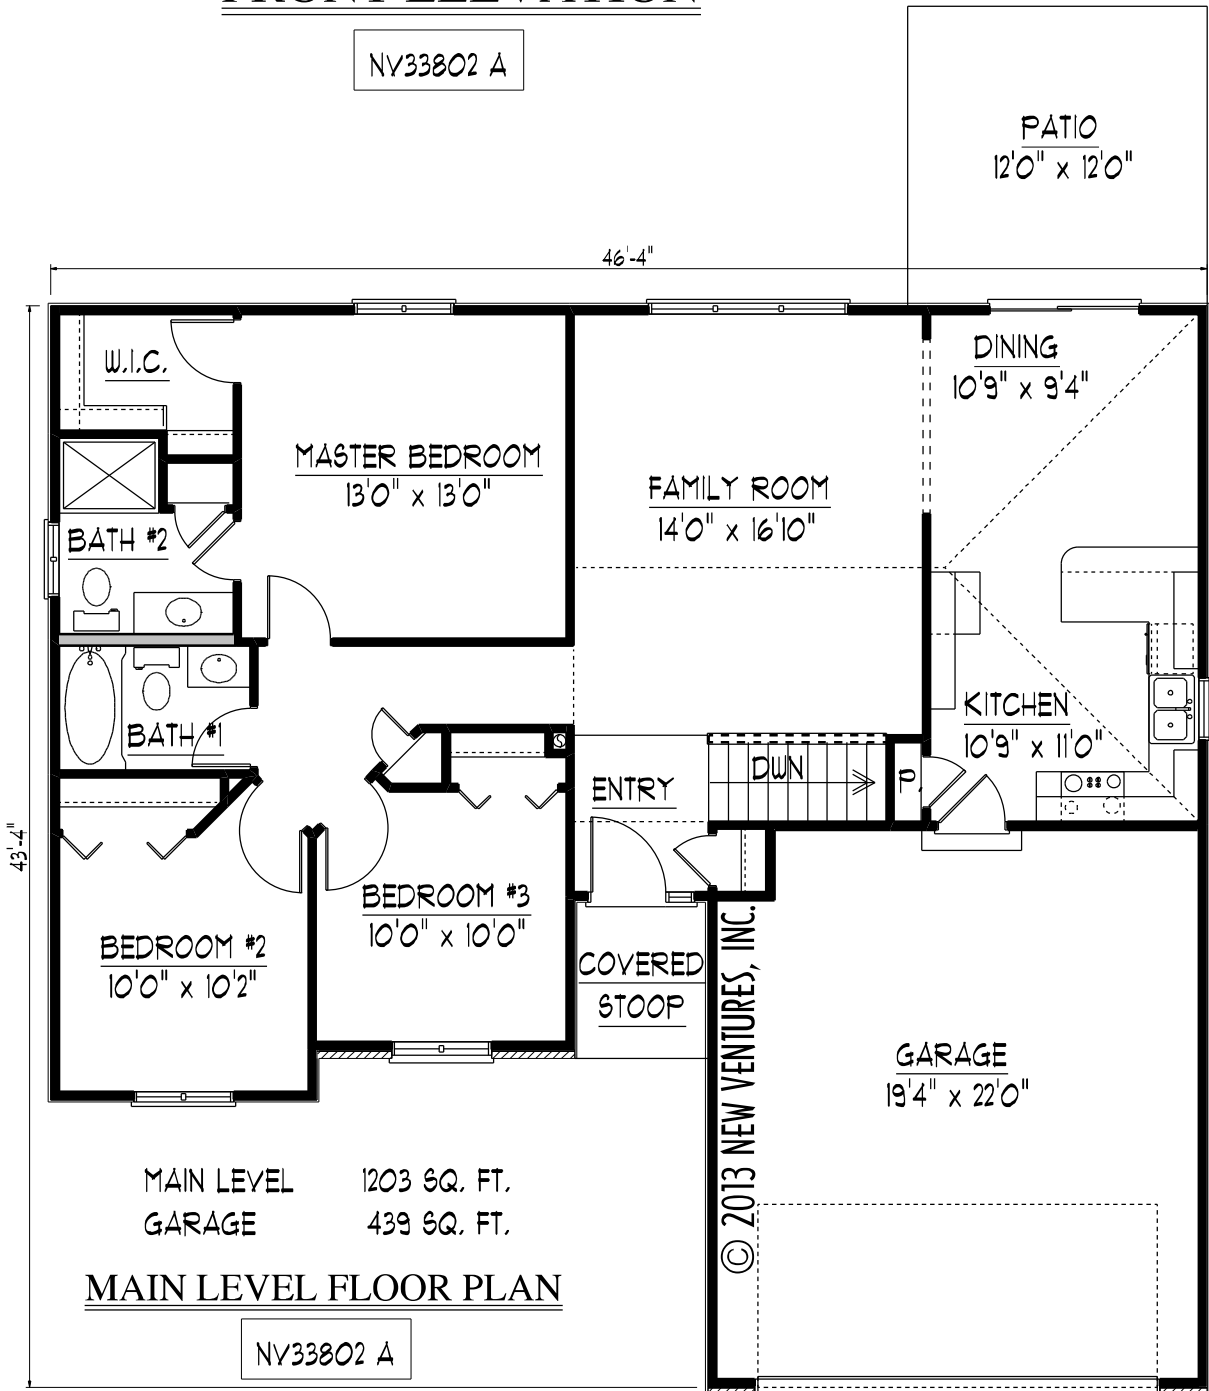 FRONT ELEVATION
NV33802 A
PATIO
12'0" x 12'0"
46'-4"
43'-4"
W.I.C.
DINING
10'9" x 9'4"
MASTER BEDROOM
13'0" x 13'0"
FAMILY ROOM
14'0" x 16'10"
BATH #2
BATH #1
KITCHEN
10'9" x 11'0"
DWN
P.
ENTRY
S
BEDROOM #3
10'0" x 10'0"
BEDROOM #2
10'0" x 10'2"
COVERED
STOOP
© 2013 NEW VENTURES, INC.
GARAGE
19'4" x 22'0"
MAIN LEVEL 1203 SQ. FT.
GARAGE 439 SQ. FT.
MAIN LEVEL FLOOR PLAN
NV33802 A